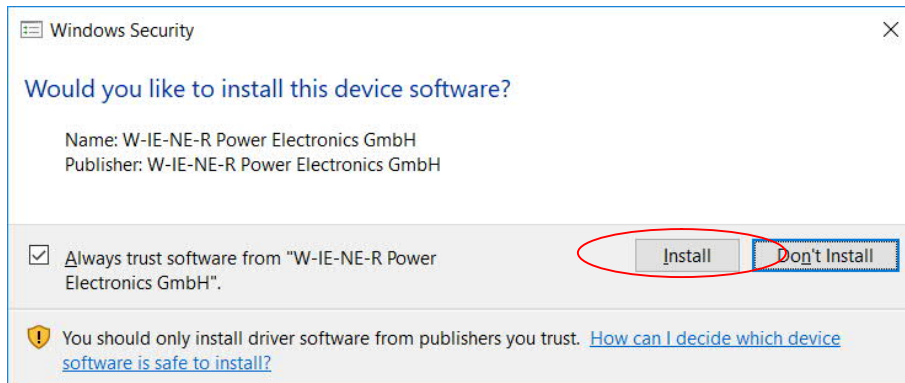 Windows Security
Would you like to install this device software?
Name: W-IE-NE-R Power Electronics GmbH
Publisher: W-IE-NE-R Power Electronics GmbH
Always trust software from "W-IE-NE-R Power
Electronics GmbH".
Install
Don't Install
You should only install driver software from publishers you trust. How can I decide which device
software is safe to install?